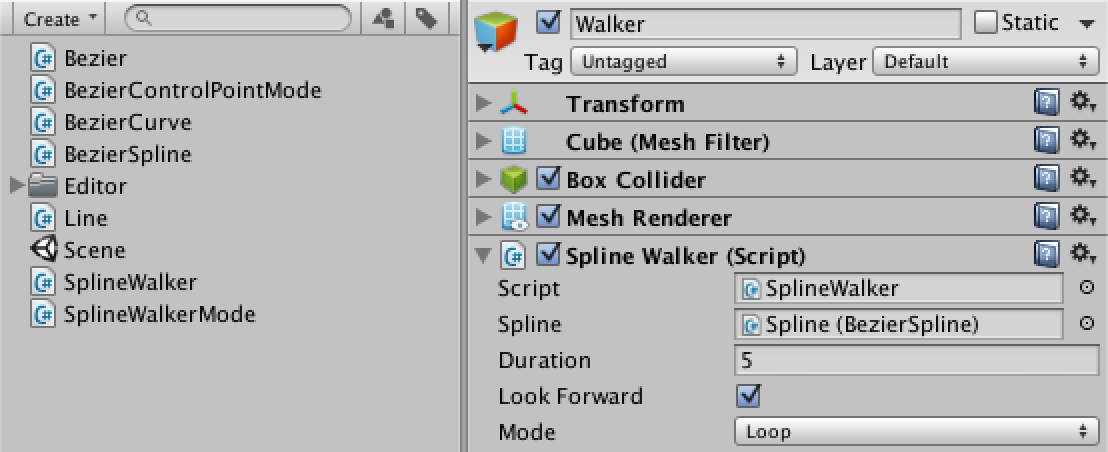 Create
Bezier
BezierControlPointMode
BezierCurve
BezierSpline
Editor
Line
Scene
SplineWalker
SplineWalkerMode
Walker
Static
Tag Untagged Layer Default
Transform
Cube (Mesh Filter)
Box Collider
Mesh Renderer
Spline Walker (Script)
Script SplineWalker
Spline Spline (BezierSpline)
Duration 5
Look Forward
Mode Loop